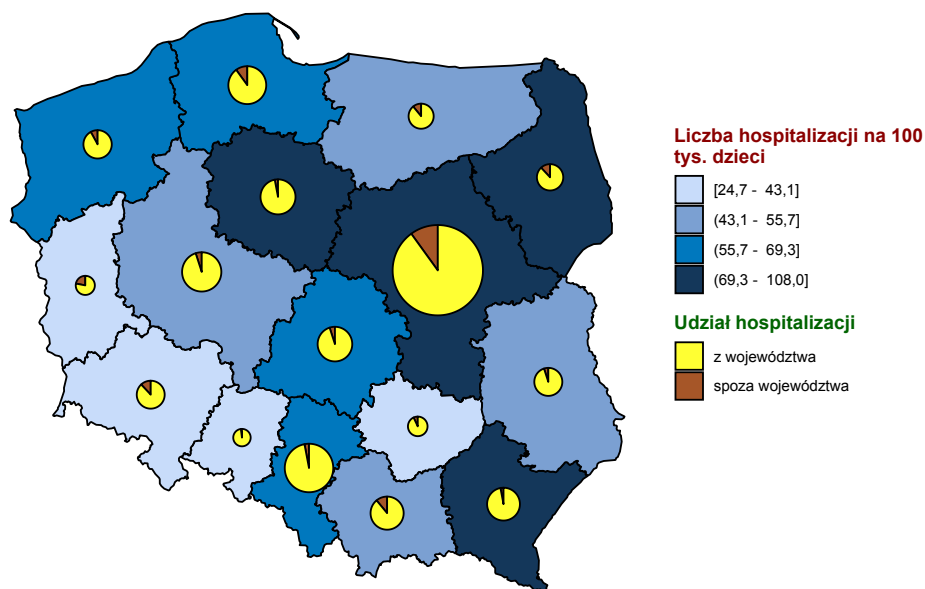 Liczba hospitalizacji na 100
tys. dzieci
[24,7 - 43,1]
(43,1 - 55,7]
(55,7 - 69,3]
(69,3 - 108,0]
Udział hospitalizacji
z województwa
spoza województwa